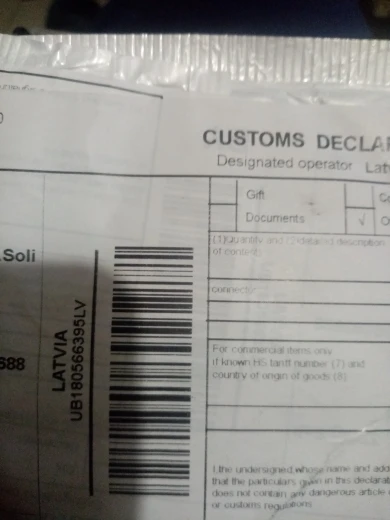 CUSTOMS DECLA
Designated operator Lat
Gift
Documents √
(1)Quantity and (2)detailed description
of contents
connector
.Soli
LATVIA
UB180566395LV
688
For commercial items only
if known HS tariff number (7) and
country of origin of goods (8)
I, the undersigned, whose name and add
that the particulars given in this declarat
does not contain any dangerous article o
or customs regulations